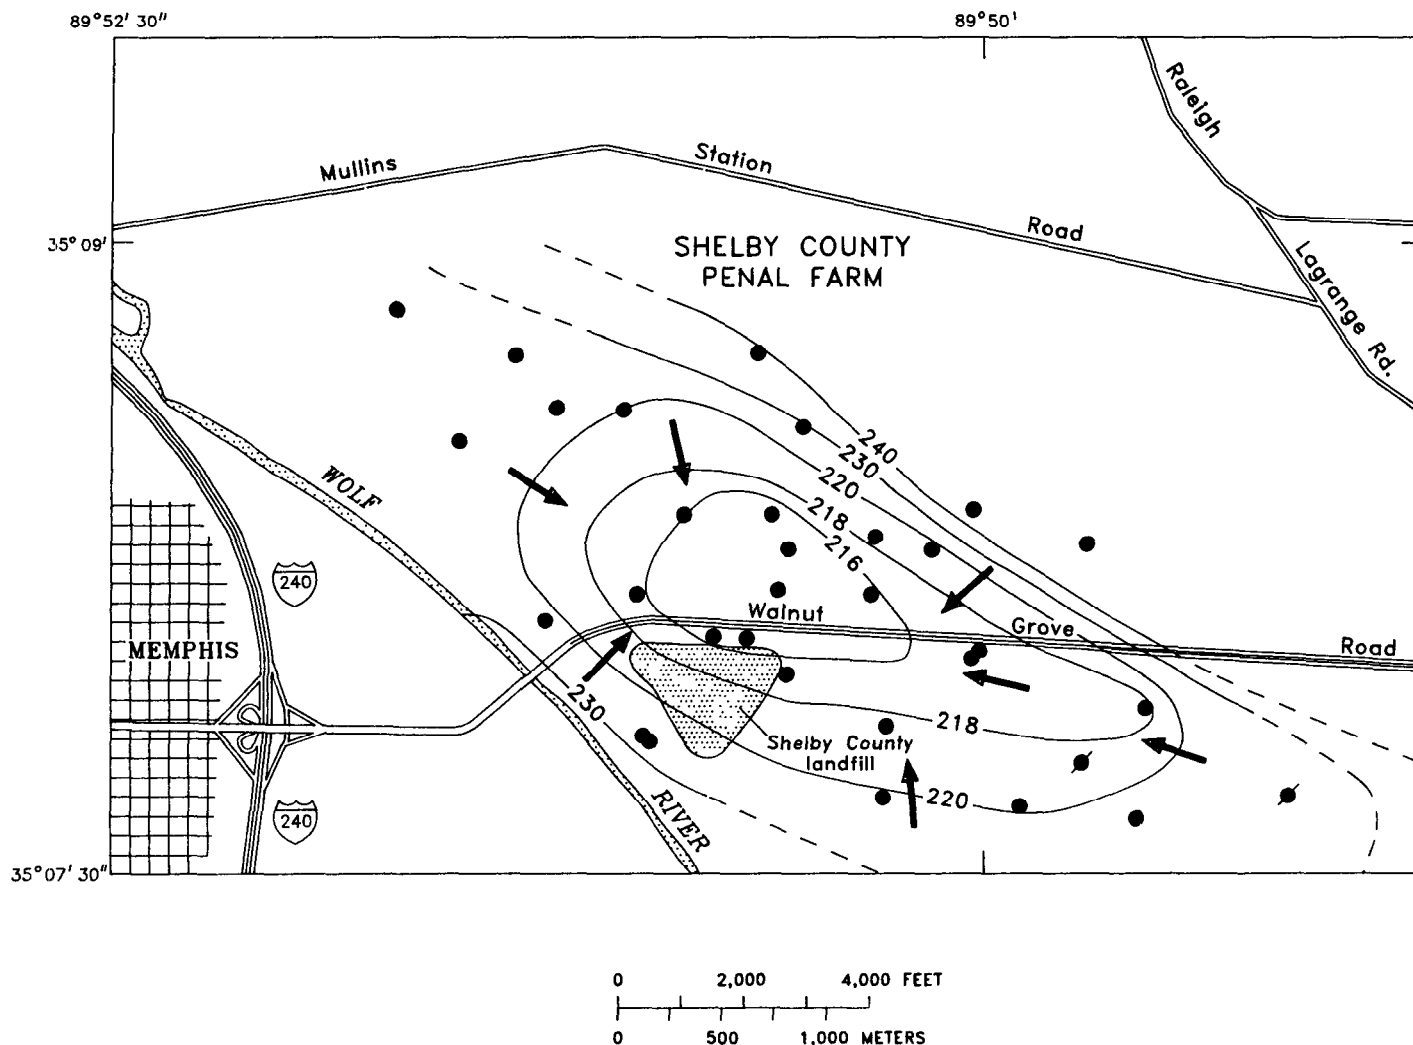 89°52' 30"
89°50'
Raleigh
Mullins
Station
Road
35°09'
SHELBY COUNTY
PENAL FARM
Lagrange Rd.
240
230
220
218
216
WOLF
240
Walnut
Grove
Road
MEMPHIS
230
218
Shelby County
landfill
220
240
RIVER
35°07' 30"
0 2,000 4,000 FEET
0 500 1,000 METERS